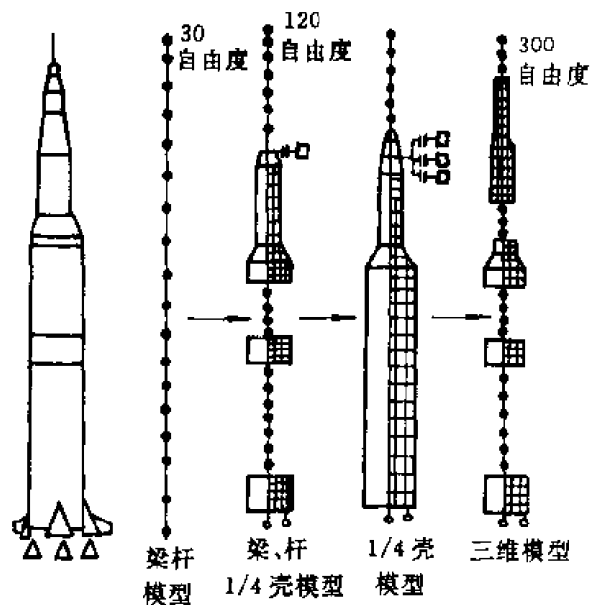 30
自由度
120
自由度
300
自由度
梁杆
模型
梁、杆
1/4 壳模型
1/4 壳
模型
三维模型